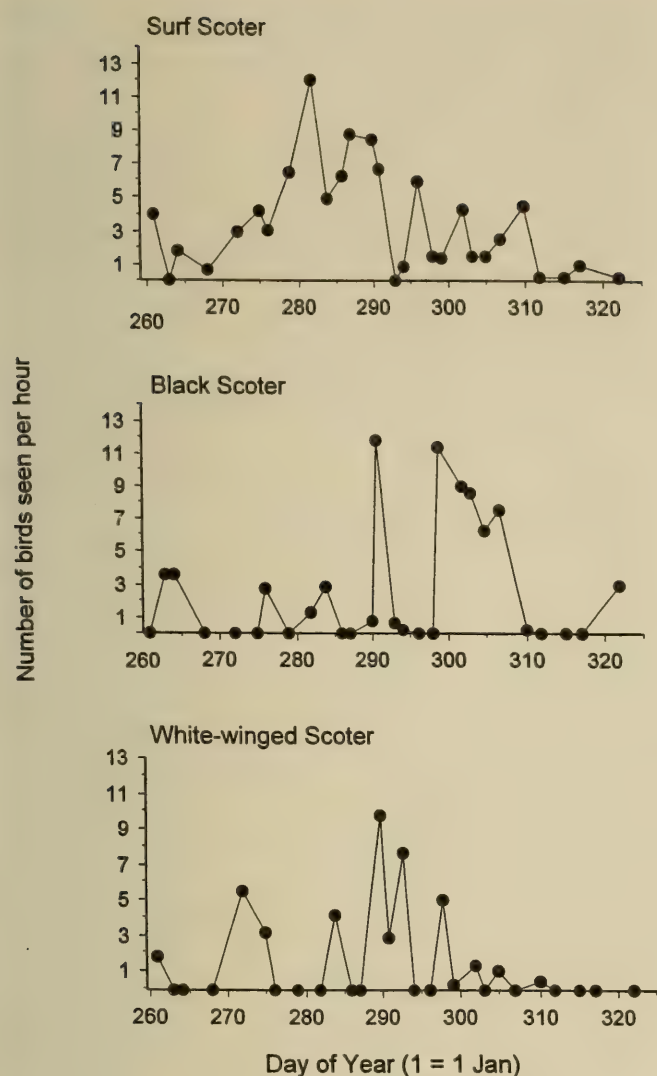 Surf Scoter
13
11
9
7
5
3
1
260 270 280 290 300 310 320
Number of birds seen per hour
Black Scoter
13
11
9
7
5
3
1
260 270 280 290 300 310 320
White-winged Scoter
13
11
9
7
5
3
1
260 270 280 290 300 310 320
Day of Year (1 = 1 Jan)